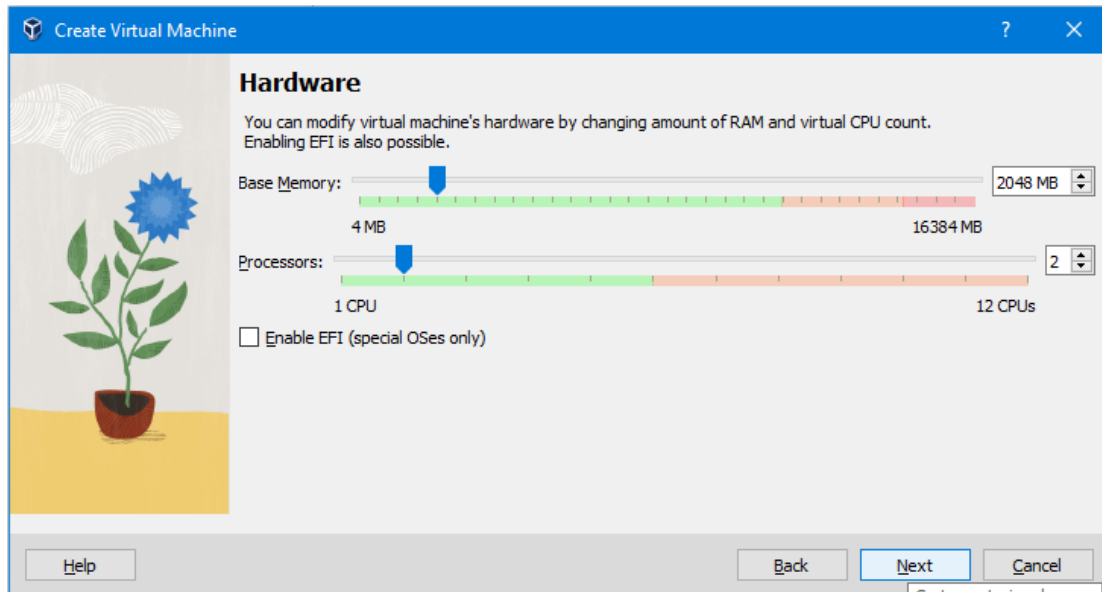 Create Virtual Machine
Hardware
You can modify virtual machine's hardware by changing amount of RAM and virtual CPU count.
Enabling EFI is also possible.
Base Memory: 2048 MB
4 MB 16384 MB
Processors: 2
1 CPU 12 CPUs
Enable EFI (special OSes only)
Help Back Next Cancel